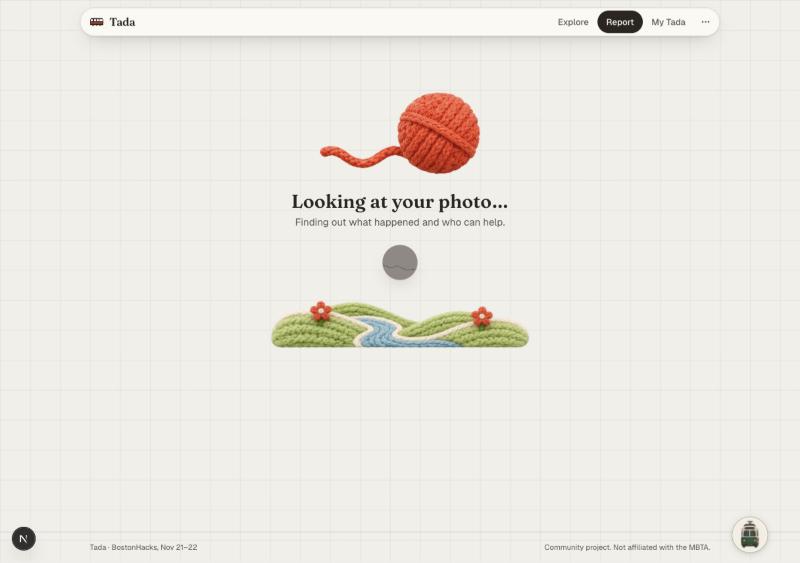 Tada
Explore
Report
My Tada
Looking at your photo...
Finding out what happened and who can help.
N
Tada · BostonHacks, Nov 21–22
Community project. Not affiliated with the MBTA.